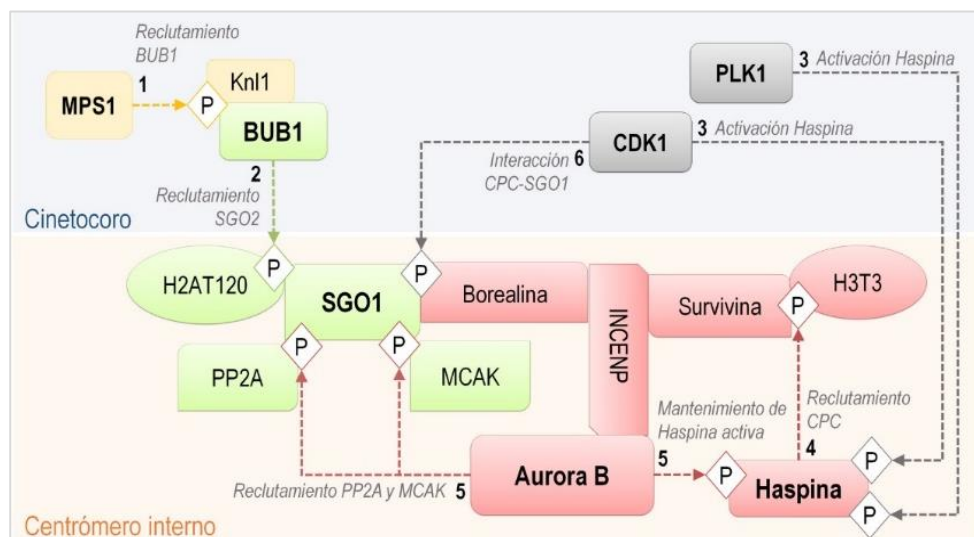 Reclutamiento
BUB1
1
MPS1
P
Knl1
BUB1
2
Reclutamiento
SGO2
Cinetocoro
PLK1
3 Activación Haspina
CDK1
3 Activación Haspina
Interacción 6
CPC-SGO1
H2AT120
P
SGO1
P
Borealina
INCENP
Survivina
P
H3T3
PP2A
P
P
MCAK
Mantenimiento de
Haspina activa
Reclutamiento
CPC
4
Reclutamiento PP2A y MCAK 5
Aurora B
5
P
Haspina
P
P
Centrómero interno